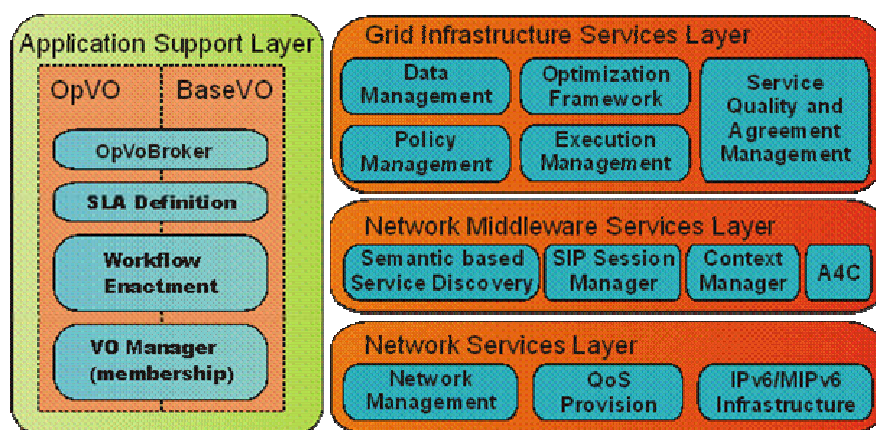 Application Support Layer
OpVO
BaseVO
OpVoBroker
SLA Definition
Workflow
Enactment
VO Manager
(membership)
Grid Infrastructure Services Layer
Data
Management
Optimization
Framework
Service
Quality and
Agreement
Management
Policy
Management
Execution
Management
Network Middleware Services Layer
Semantic based
Service Discovery
SIP Session
Manager
Context
Manager
A4C
Network Services Layer
Network
Management
QoS
Provision
IPv6/MIPv6
Infrastructure